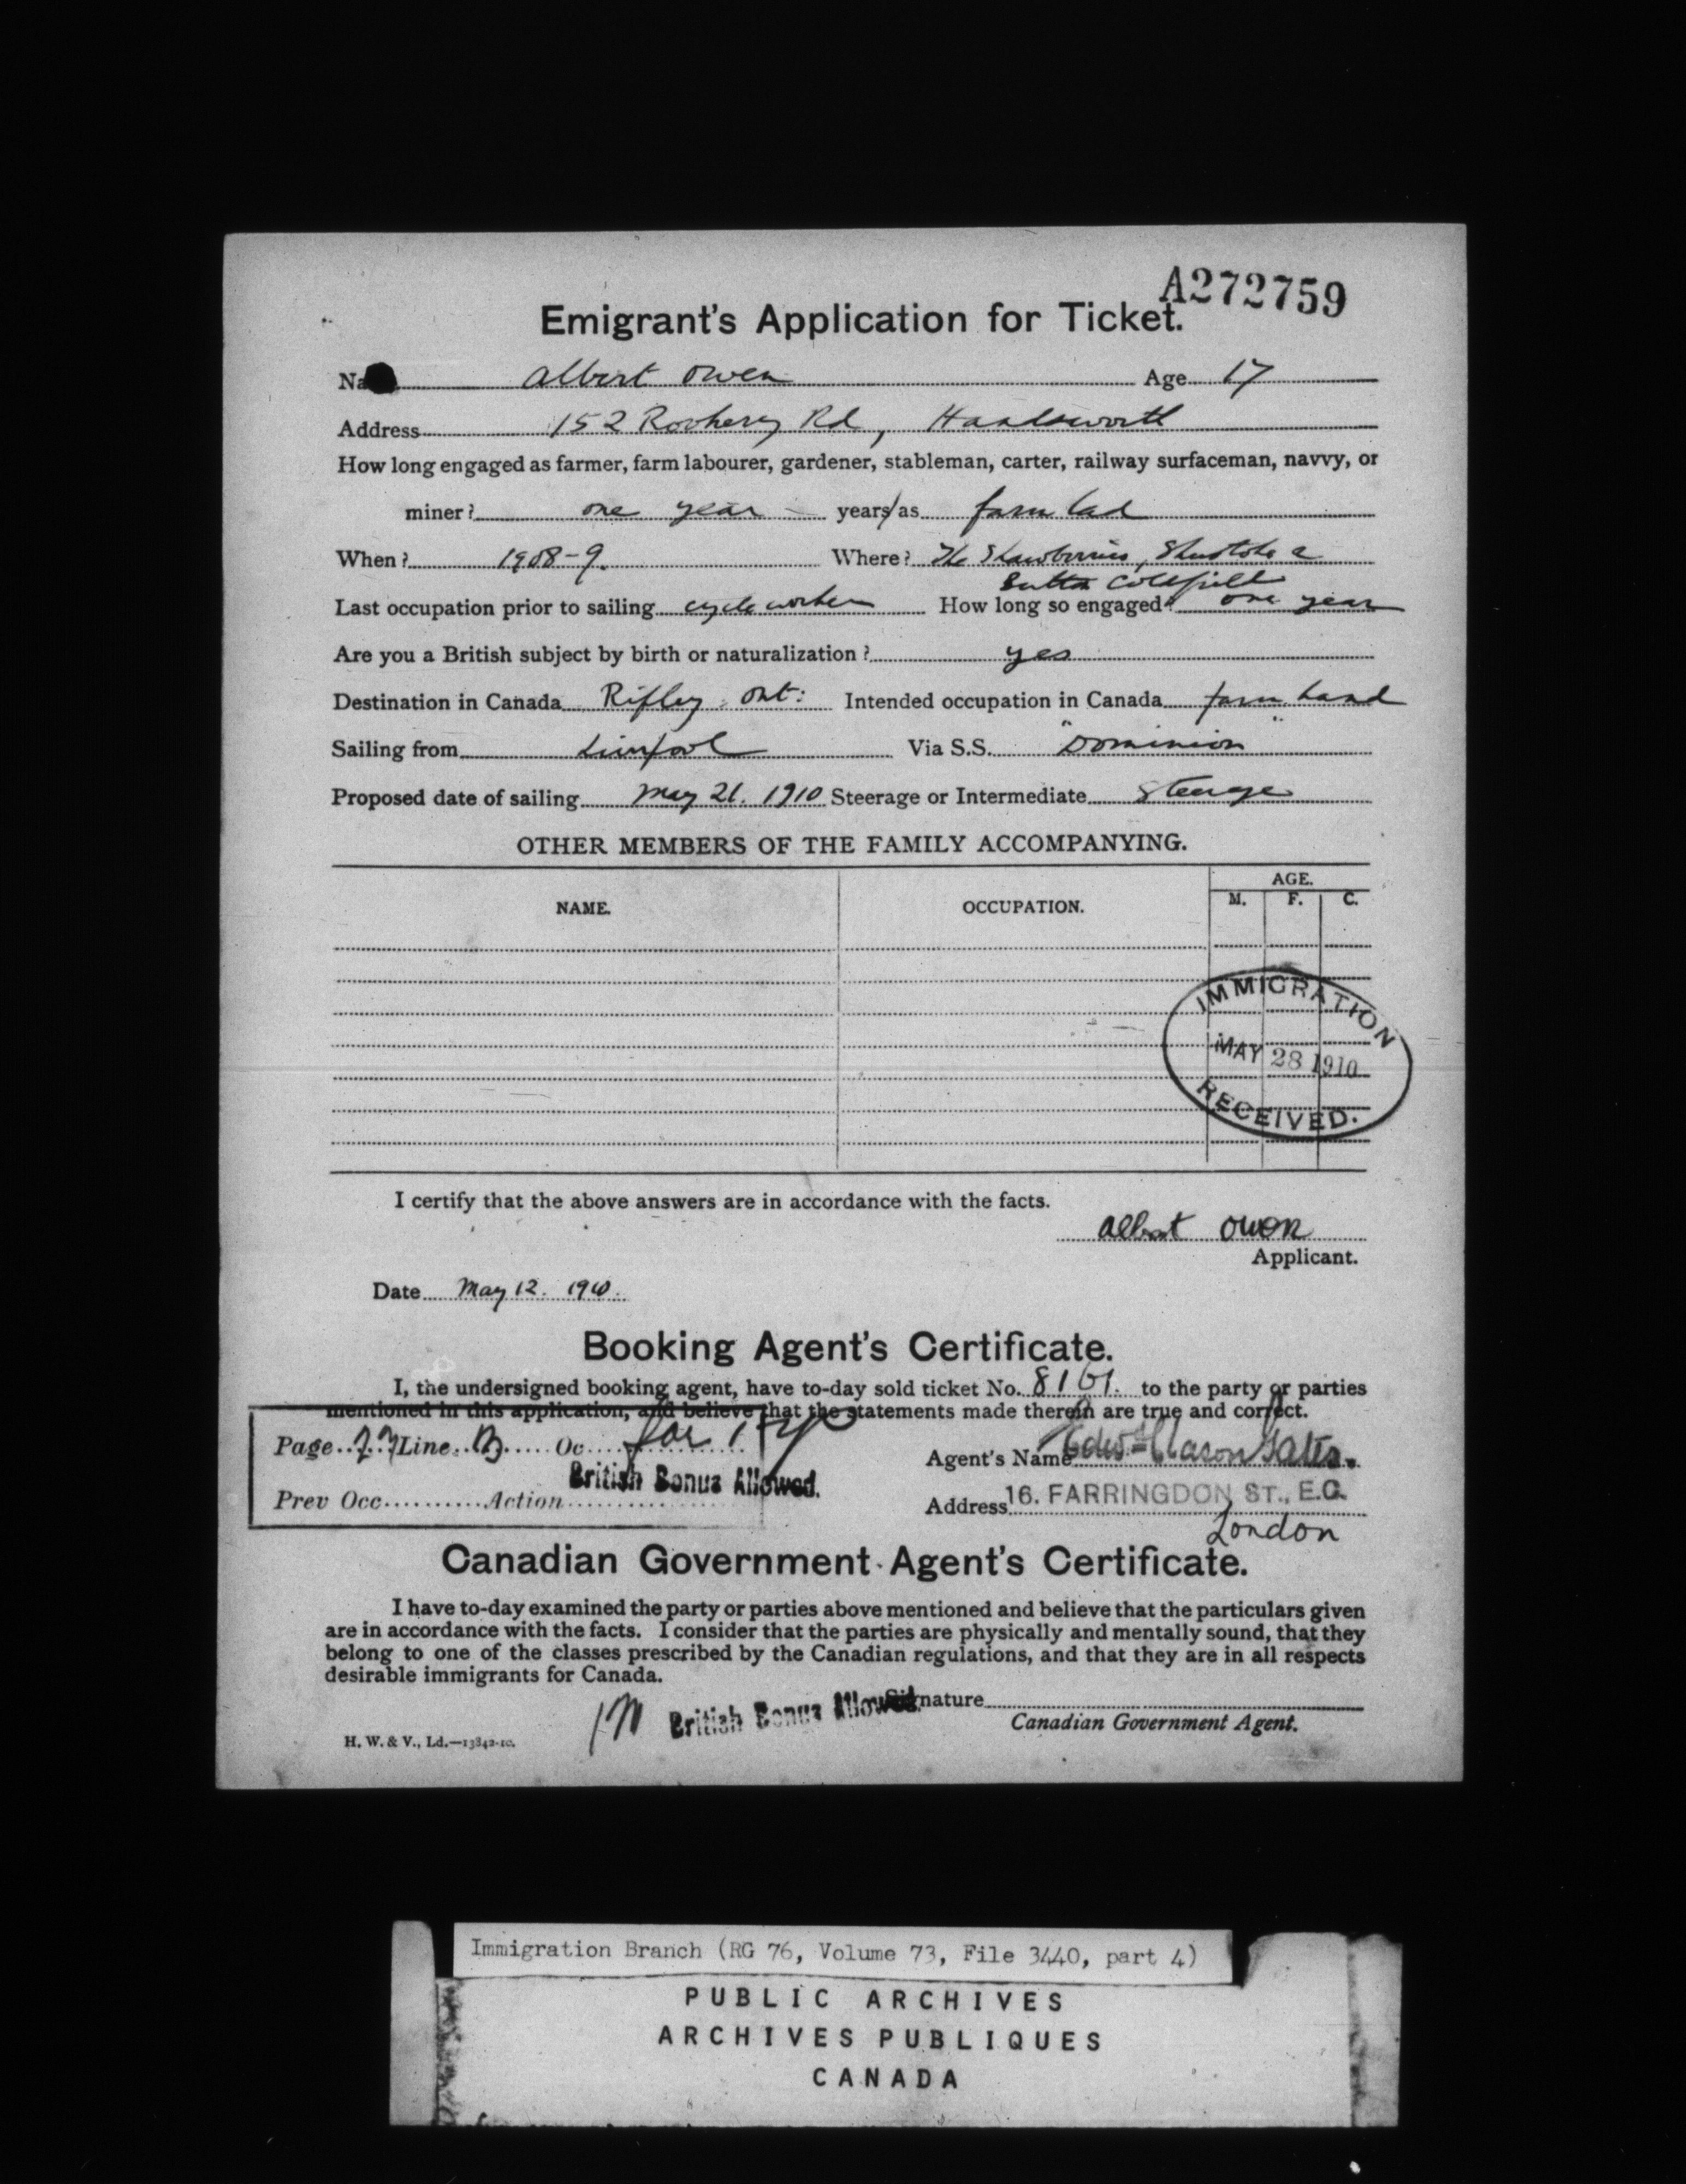 A272759
Emigrant's Application for Ticket.
Na Albert Owen Age 17
Address 152 Rookery Rd, Handsworth
How long engaged as farmer, farm labourer, gardener, stableman, carter, railway surfaceman, navvy, or
miner? one year years/as farm lad
When? 1908-9. Where? The Strawberries, Shustoke &
Sutton Coldfield
Last occupation prior to sailing cycle worker How long so engaged? one year
Are you a British subject by birth or naturalization? yes
Destination in Canada Ripley, Ont: Intended occupation in Canada farm hand
Sailing from Liverpool Via S.S. "Dominion"
Proposed date of sailing May 21. 1910 Steerage or Intermediate Steerage
OTHER MEMBERS OF THE FAMILY ACCOMPANYING.
NAME. OCCUPATION. AGE.
M. F. C.
IMMIGRATION
MAY 28 1910
RECEIVED.
I certify that the above answers are in accordance with the facts.
Albert Owen
Applicant.
Date May 12. 1910.
Booking Agent's Certificate.
I, the undersigned booking agent, have to-day sold ticket No. 8161. to the party or parties
mentioned in this application, and believe that the statements made therein are true and correct.
Page Line Oc
Agent's Name
British Bonus Allowed.
Prev Occ Action
Address 16. FARRINGDON ST., E.C.
London
Canadian Government Agent's Certificate.
I have to-day examined the party or parties above mentioned and believe that the particulars given
are in accordance with the facts. I consider that the parties are physically and mentally sound, that they
belong to one of the classes prescribed by the Canadian regulations, and that they are in all respects
desirable immigrants for Canada.
British Bonus Allowed. Signature
Canadian Government Agent.
H. W. & V., Ld.—13842-10.
Immigration Branch (RG 76, Volume 73, File 3440, part 4)
PUBLIC ARCHIVES
ARCHIVES PUBLIQUES
CANADA